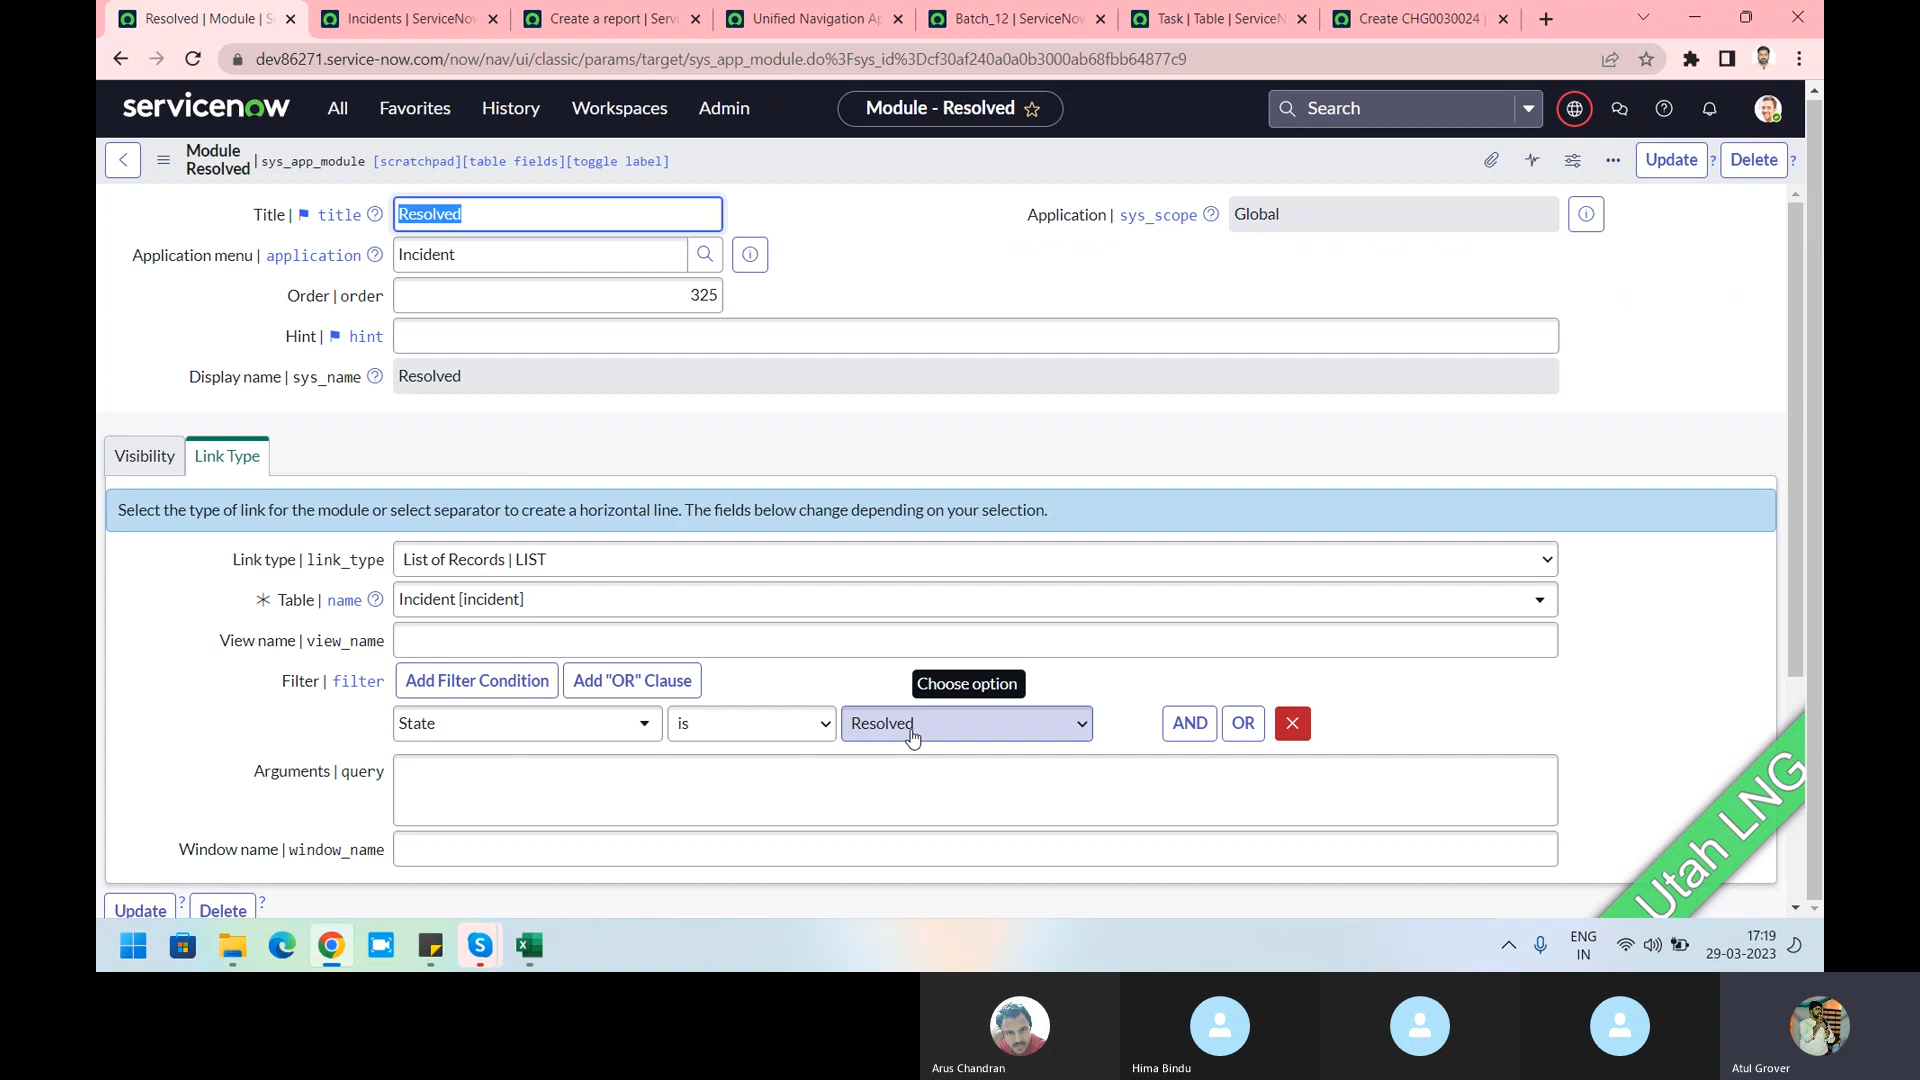 Resolved | Module | S
Incidents | ServiceNow
Create a report | Servi
Unified Navigation Ap
Batch_12 | ServiceNow
Task | Table | ServiceN
Create CHG0030024 |
dev86271.service-now.com/now/nav/ui/classic/params/target/sys_app_module.do%3Fsys_id%3Dcf30af240a0a0b3000ab68fbb64877c9
servicenow
All
Favorites
History
Workspaces
Admin
Module - Resolved
Search
Module
Resolved
| sys_app_module [scratchpad][table fields][toggle label]
Update
?
Delete
?
Title | title
Resolved
Application | sys_scope
Global
Application menu | application
Incident
Order | order
325
Hint | hint
Display name | sys_name
Resolved
Visibility
Link Type
Select the type of link for the module or select separator to create a horizontal line. The fields below change depending on your selection.
Link type | link_type
List of Records | LIST
Table | name
Incident [incident]
View name | view_name
Filter | filter
Add Filter Condition
Add "OR" Clause
Choose option
State
is
Resolved
AND
OR
Arguments | query
Window name | window_name
Utah LNG
Update
?
Delete
?
ENG
IN
17:19
29-03-2023
Arus Chandran
Hima Bindu
Atul Grover